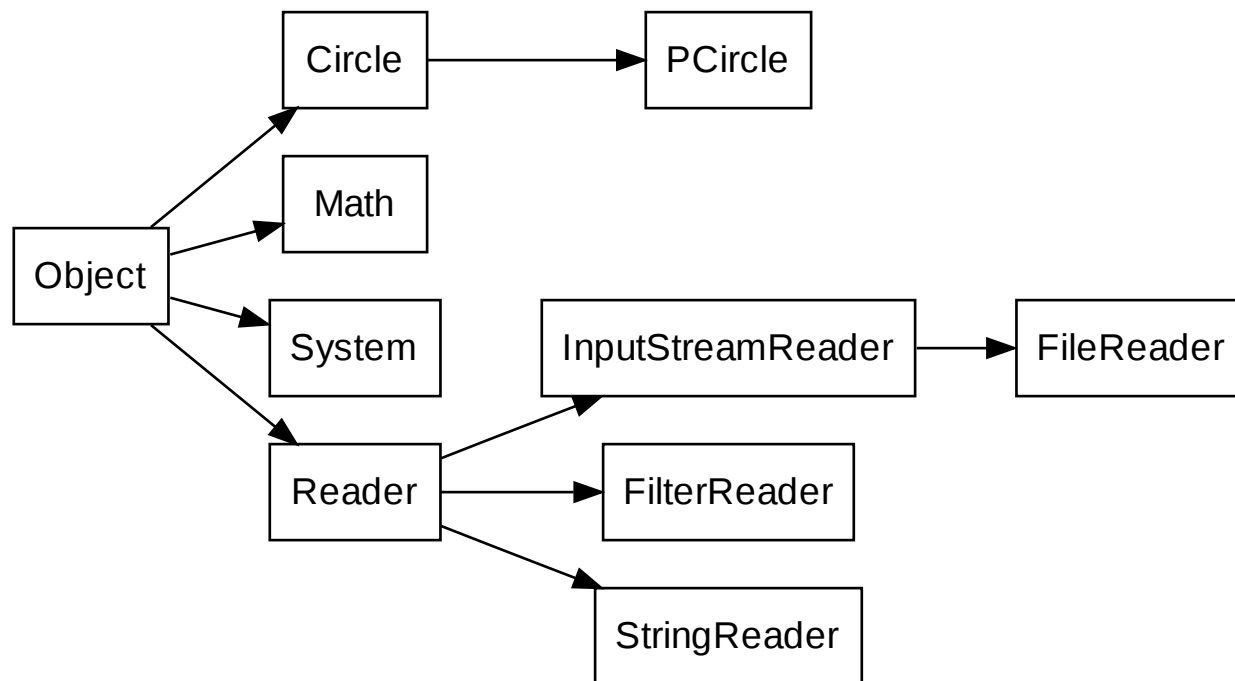 Circle
PCircle
Math
Object
System
InputStreamReader
FileReader
Reader
FilterReader
StringReader